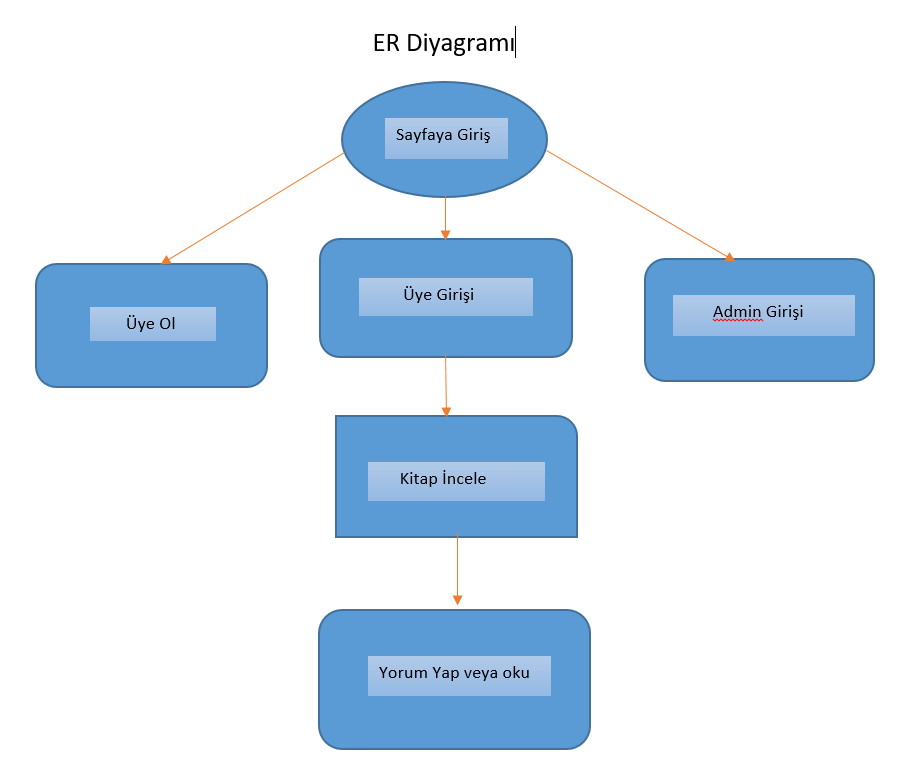 ER Diyagramı
Sayfaya Giriş
Üye Ol
Üye Girişi
Admin Girişi
Kitap İncele
Yorum Yap veya oku